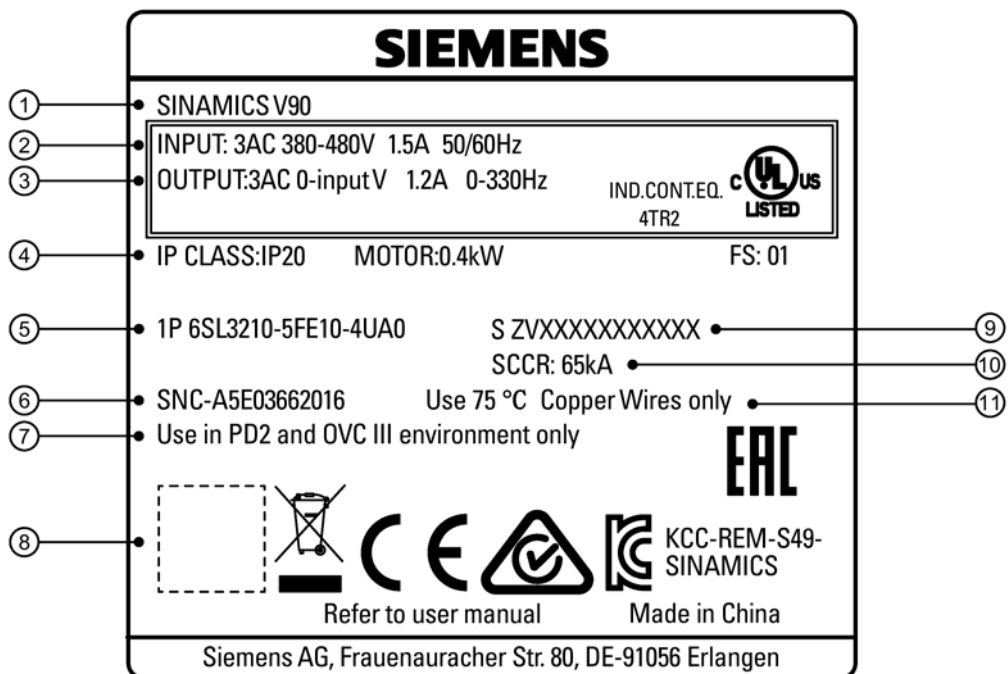 SIEMENS
① SINAMICS V90
② INPUT: 3AC 380-480V 1.5A 50/60Hz
③ OUTPUT:3AC 0-input V 1.2A 0-330Hz
IND.CONT.EQ.
4TR2
C UL US
LISTED
④ IP CLASS:IP20 MOTOR:0.4kW FS: 01
⑤ 1P 6SL3210-5FE10-4UA0 S ZVXXXXXXXXXXX ⑨
SCCR: 65kA ⑩
⑥ SNC-A5E03662016 Use 75 °C Copper Wires only ⑪
⑦ Use in PD2 and OVC III environment only
EAC
⑧ CE KC KCC-REM-S49-
SINAMICS
Refer to user manual Made in China
Siemens AG, Frauenauracher Str. 80, DE-91056 Erlangen